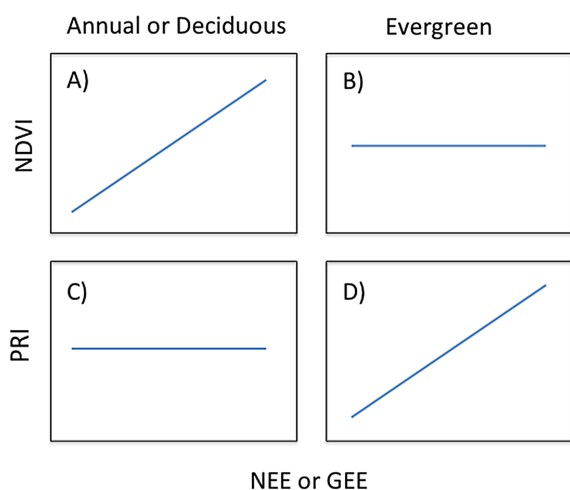 Annual or Deciduous
Evergreen
A)
B)
NDVI
C)
D)
PRI
NEE or GEE